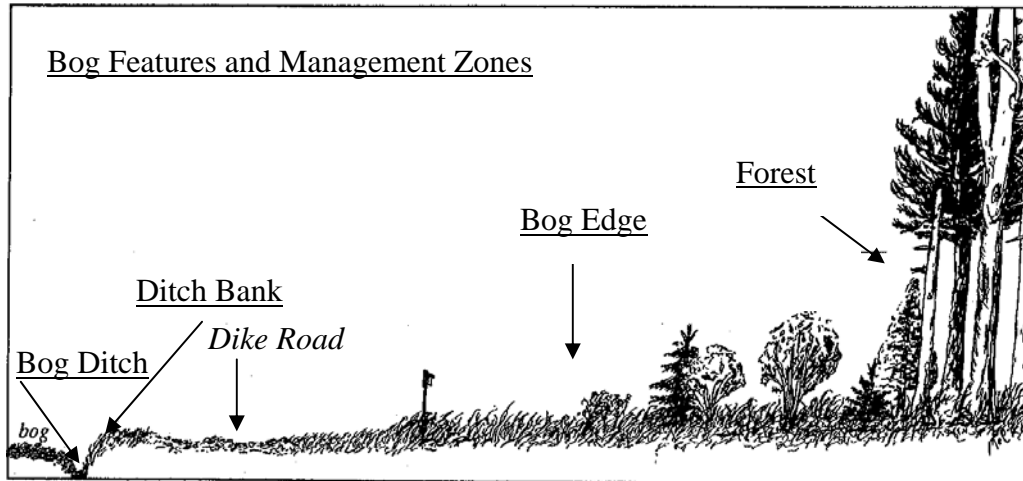 Bog Features and Management Zones
Forest
Bog Edge
Ditch Bank
Dike Road
Bog Ditch
bog